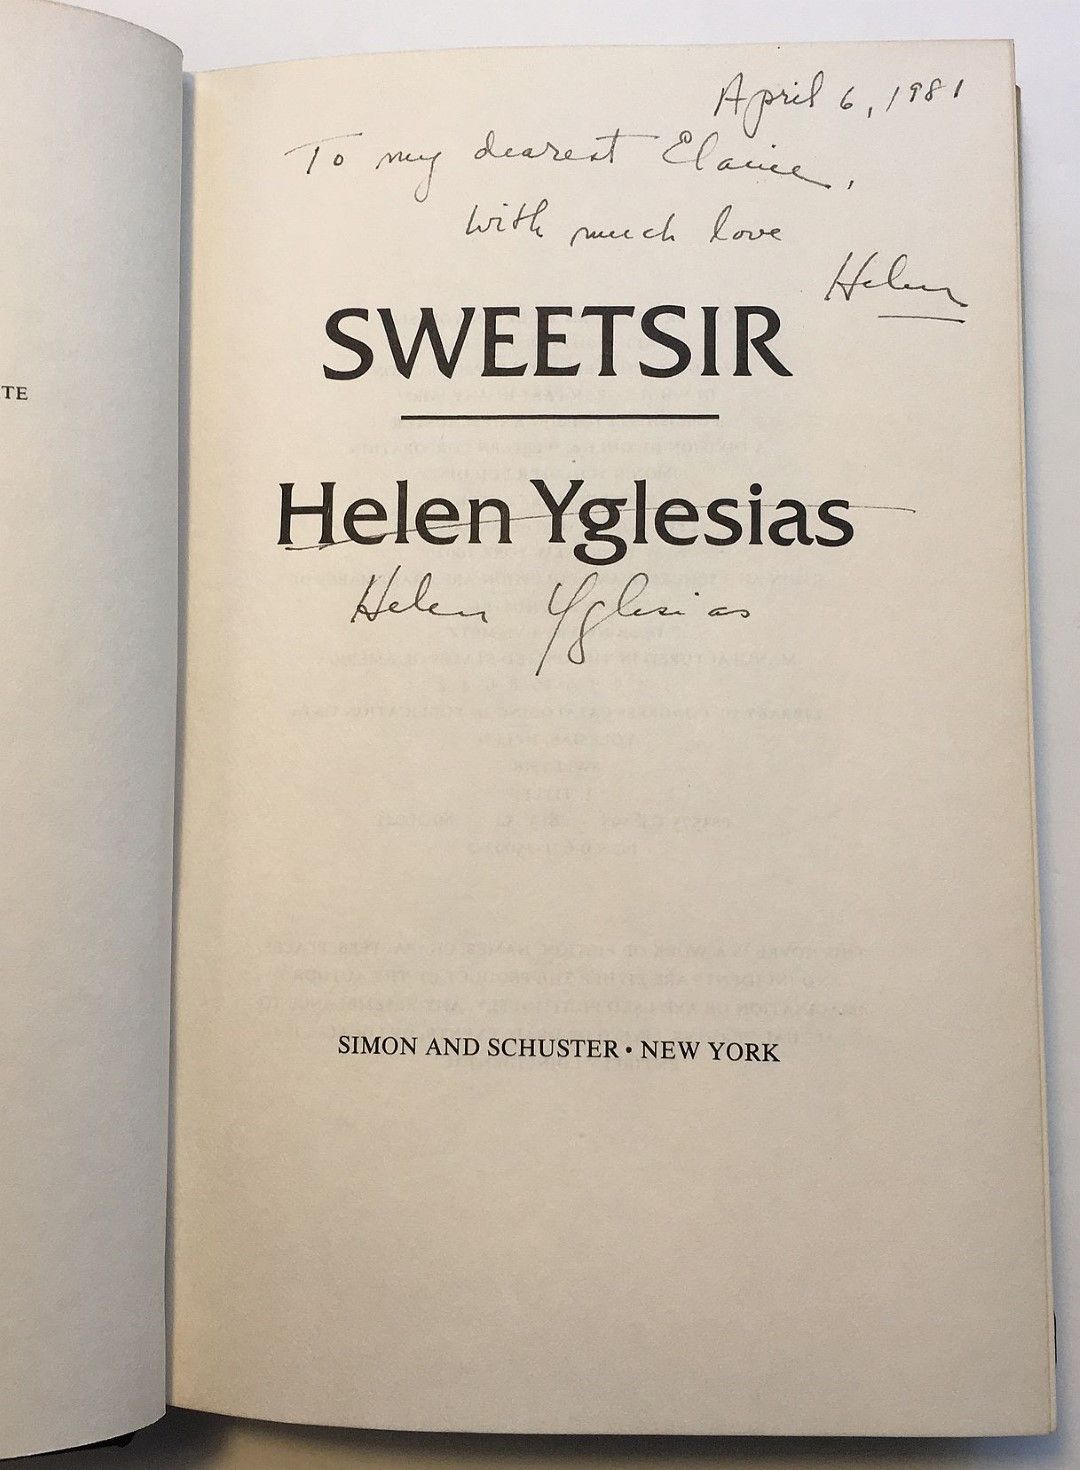 TE
April 6, 1981
To my dearest Elaine,
With much love
Helen
SWEETSIR
Helen Yglesias
Helen Yglesias
SIMON AND SCHUSTER • NEW YORK